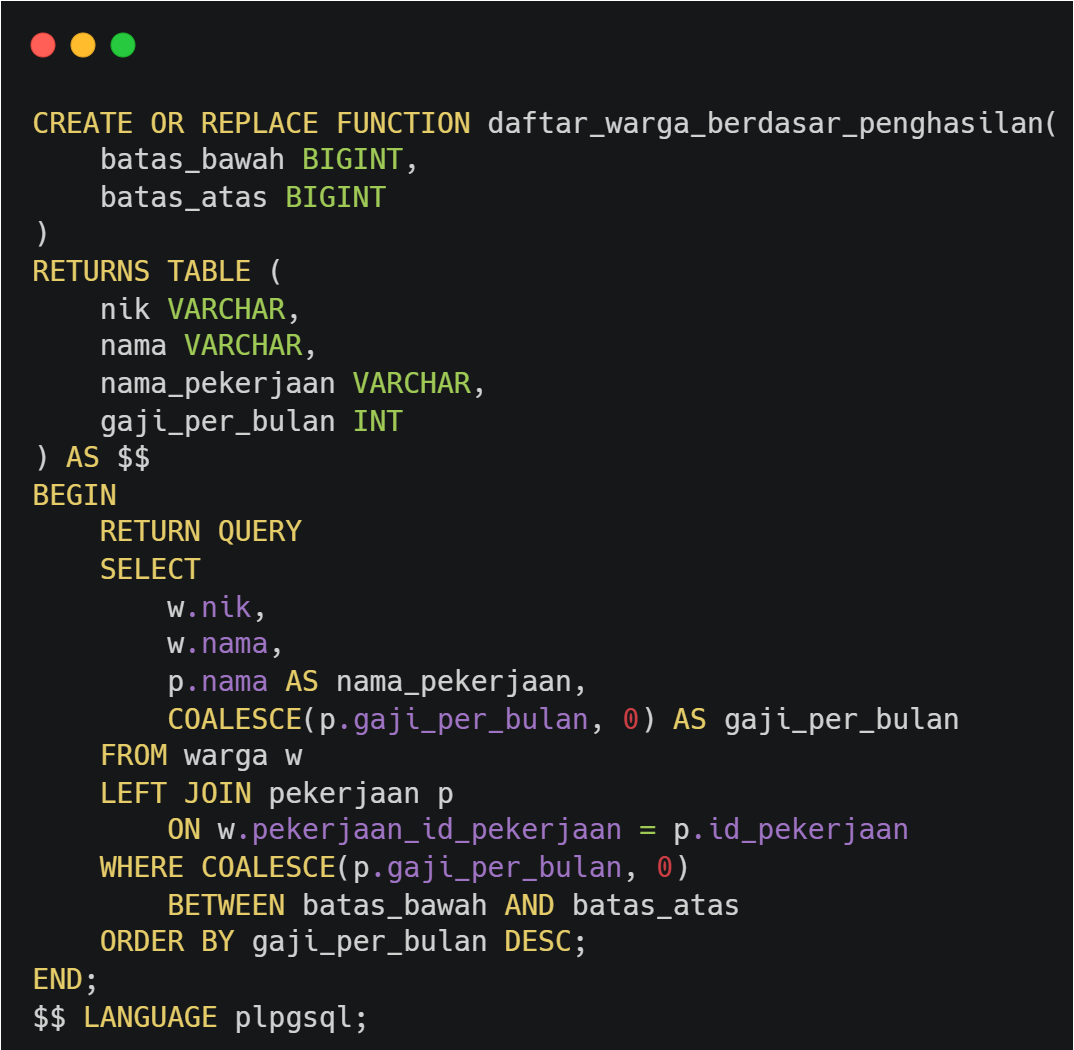 CREATE OR REPLACE FUNCTION daftar_warga_berdasar_penghasilan(
    batas_bawah BIGINT,
    batas_atas BIGINT
)
RETURNS TABLE (
    nik VARCHAR,
    nama VARCHAR,
    nama_pekerjaan VARCHAR,
    gaji_per_bulan INT
) AS $$
BEGIN
    RETURN QUERY
    SELECT
        w.nik,
        w.nama,
        p.nama AS nama_pekerjaan,
        COALESCE(p.gaji_per_bulan, 0) AS gaji_per_bulan
    FROM warga w
    LEFT JOIN pekerjaan p
        ON w.pekerjaan_id_pekerjaan = p.id_pekerjaan
    WHERE COALESCE(p.gaji_per_bulan, 0)
        BETWEEN batas_bawah AND batas_atas
    ORDER BY gaji_per_bulan DESC;
END;
$$ LANGUAGE plpgsql;